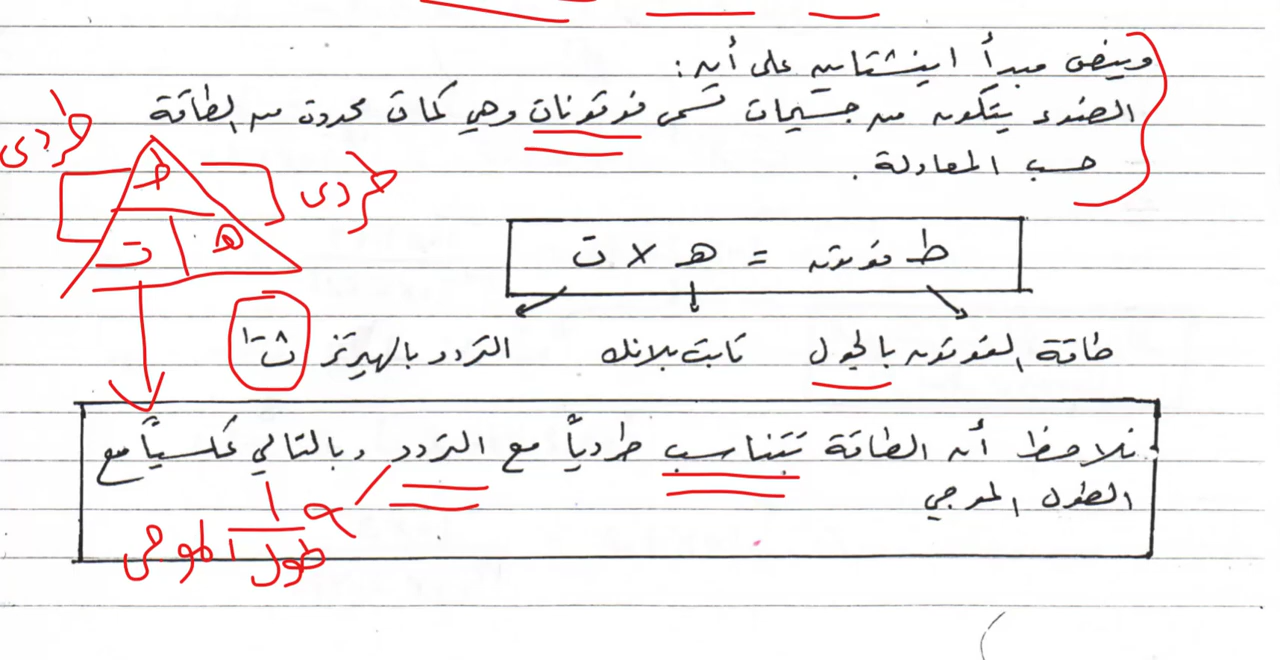 وينص مبدأ اينشتاين على أن:
الضوء يتكون من جسيمات تسمى فوتونات وهي كمات محددة من الطاقة
حسب المعادلة.
طردي
طردي
ط
ت هـ
ط فوتون = هـ × ت
طاقة الفوتون بالجول ثابت بلانك التردد بالهيرتز ث⁻¹
نلاحظ أن الطاقة تتناسب طردياً مع التردد وبالتالي عكسياً مع
الطول الموجي
∝ 1
طول الموجى